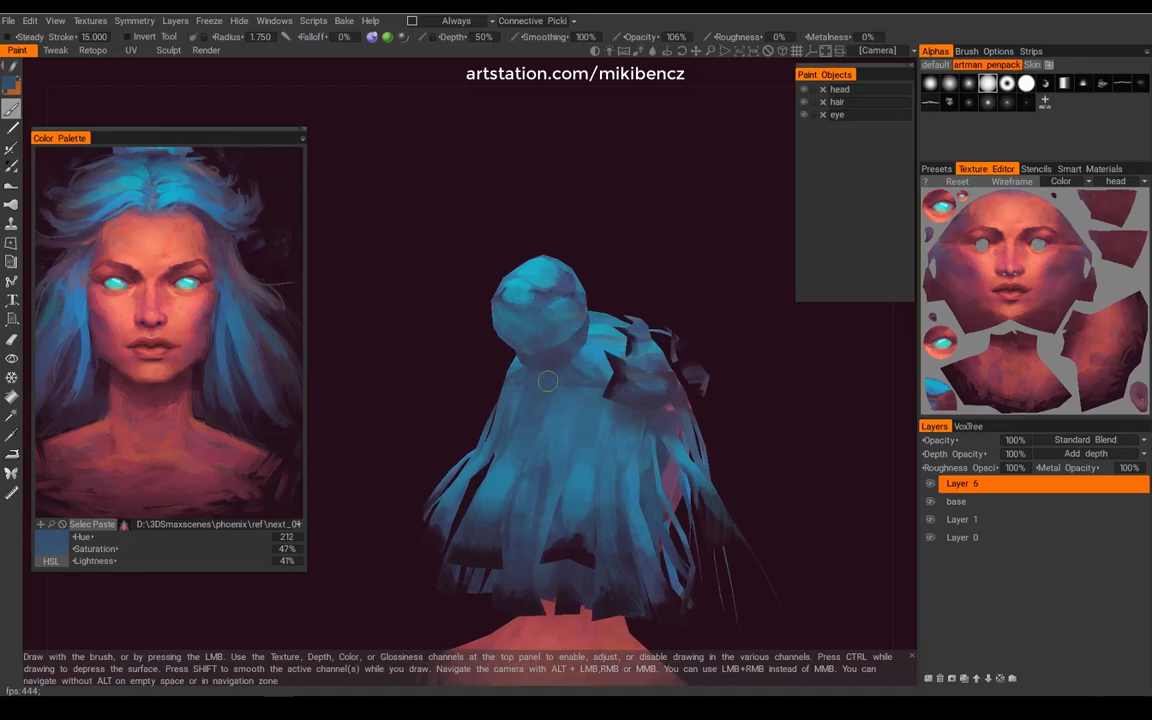 File Edit View Textures Symmetry Layers Freeze Hide Windows Scripts Bake Help Always Connective Picki
Steady Stroke 15.000 Invert Tool Radius: 1.750 Falloff: 0% Depth: 50% Smoothing: 100% Opacity: 106% Roughness: 0% Metalness: 0%
Paint Tweak Retopo UV Sculpt Render [Camera]
artstation.com/mikibencz
Alphas Brush Options Strips
default artman penpack Skin
NEW
Paint Objects
head
hair
eye
Color Palette
Presets Texture Editor Stencils Smart Materials
? Reset Wireframe Color head
Layers VoxTree
Opacity 100% Standard Blend
Depth Opacity 100% Add depth
Roughness Opaci 100% Metal Opacity 100%
Layer 6
base
Layer 1
Layer 0
Selec Paste D:\3DSmaxscenes\phoenix\ref\next_0
Hue: 212
Saturation 47%
HSL Lightness 41%
Draw with the brush, or by pressing the LMB. Use the Texture, Depth, Color, or Glossiness channels at the top panel to enable, adjust, or disable drawing in the various channels. Press CTRL while
drawing to depress the surface. Press SHIFT to smooth the active channel(s) while you draw. Navigate the camera with ALT + LMB,RMB or MMB. You can use LMB+RMB instead of MMB. You can
navigate without ALT on empty space or in navigation zone
fps:444;